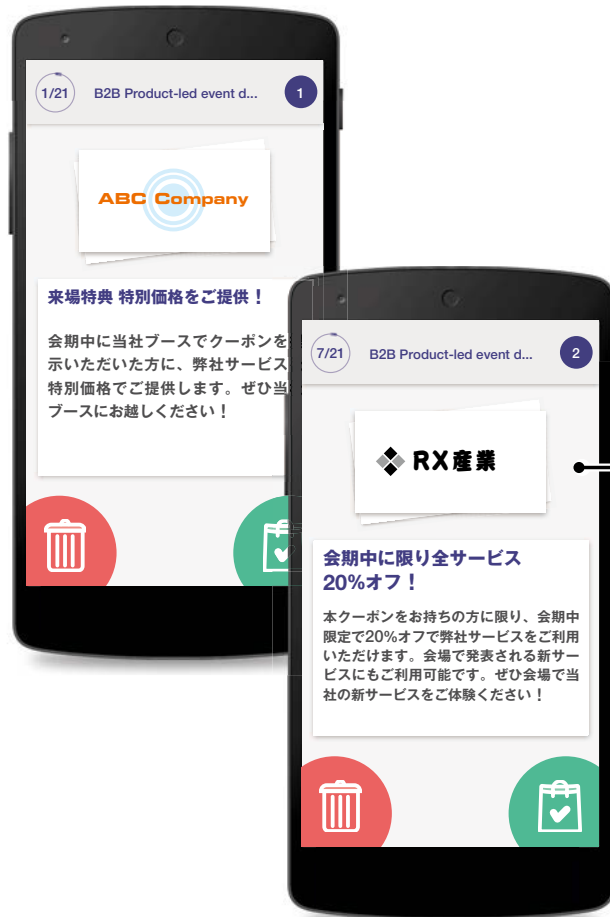 1/21
B2B Product-led event d...
1
ABC Company
来場特典 特別価格をご提供！
会期中に当社ブースでクーポンを
示いただいた方に、弊社サービス
特別価格でご提供します。ぜひ当
ブースにお越しください！
7/21
B2B Product-led event d...
2
RX産業
会期中に限り全サービス
20%オフ！
本クーポンをお持ちの方に限り、会期中
限定で20%オフで弊社サービスをご利用
いただけます。会場で発表される新サー
ビスにもご利用可能です。ぜひ会場で当
社の新サービスをご体験ください！